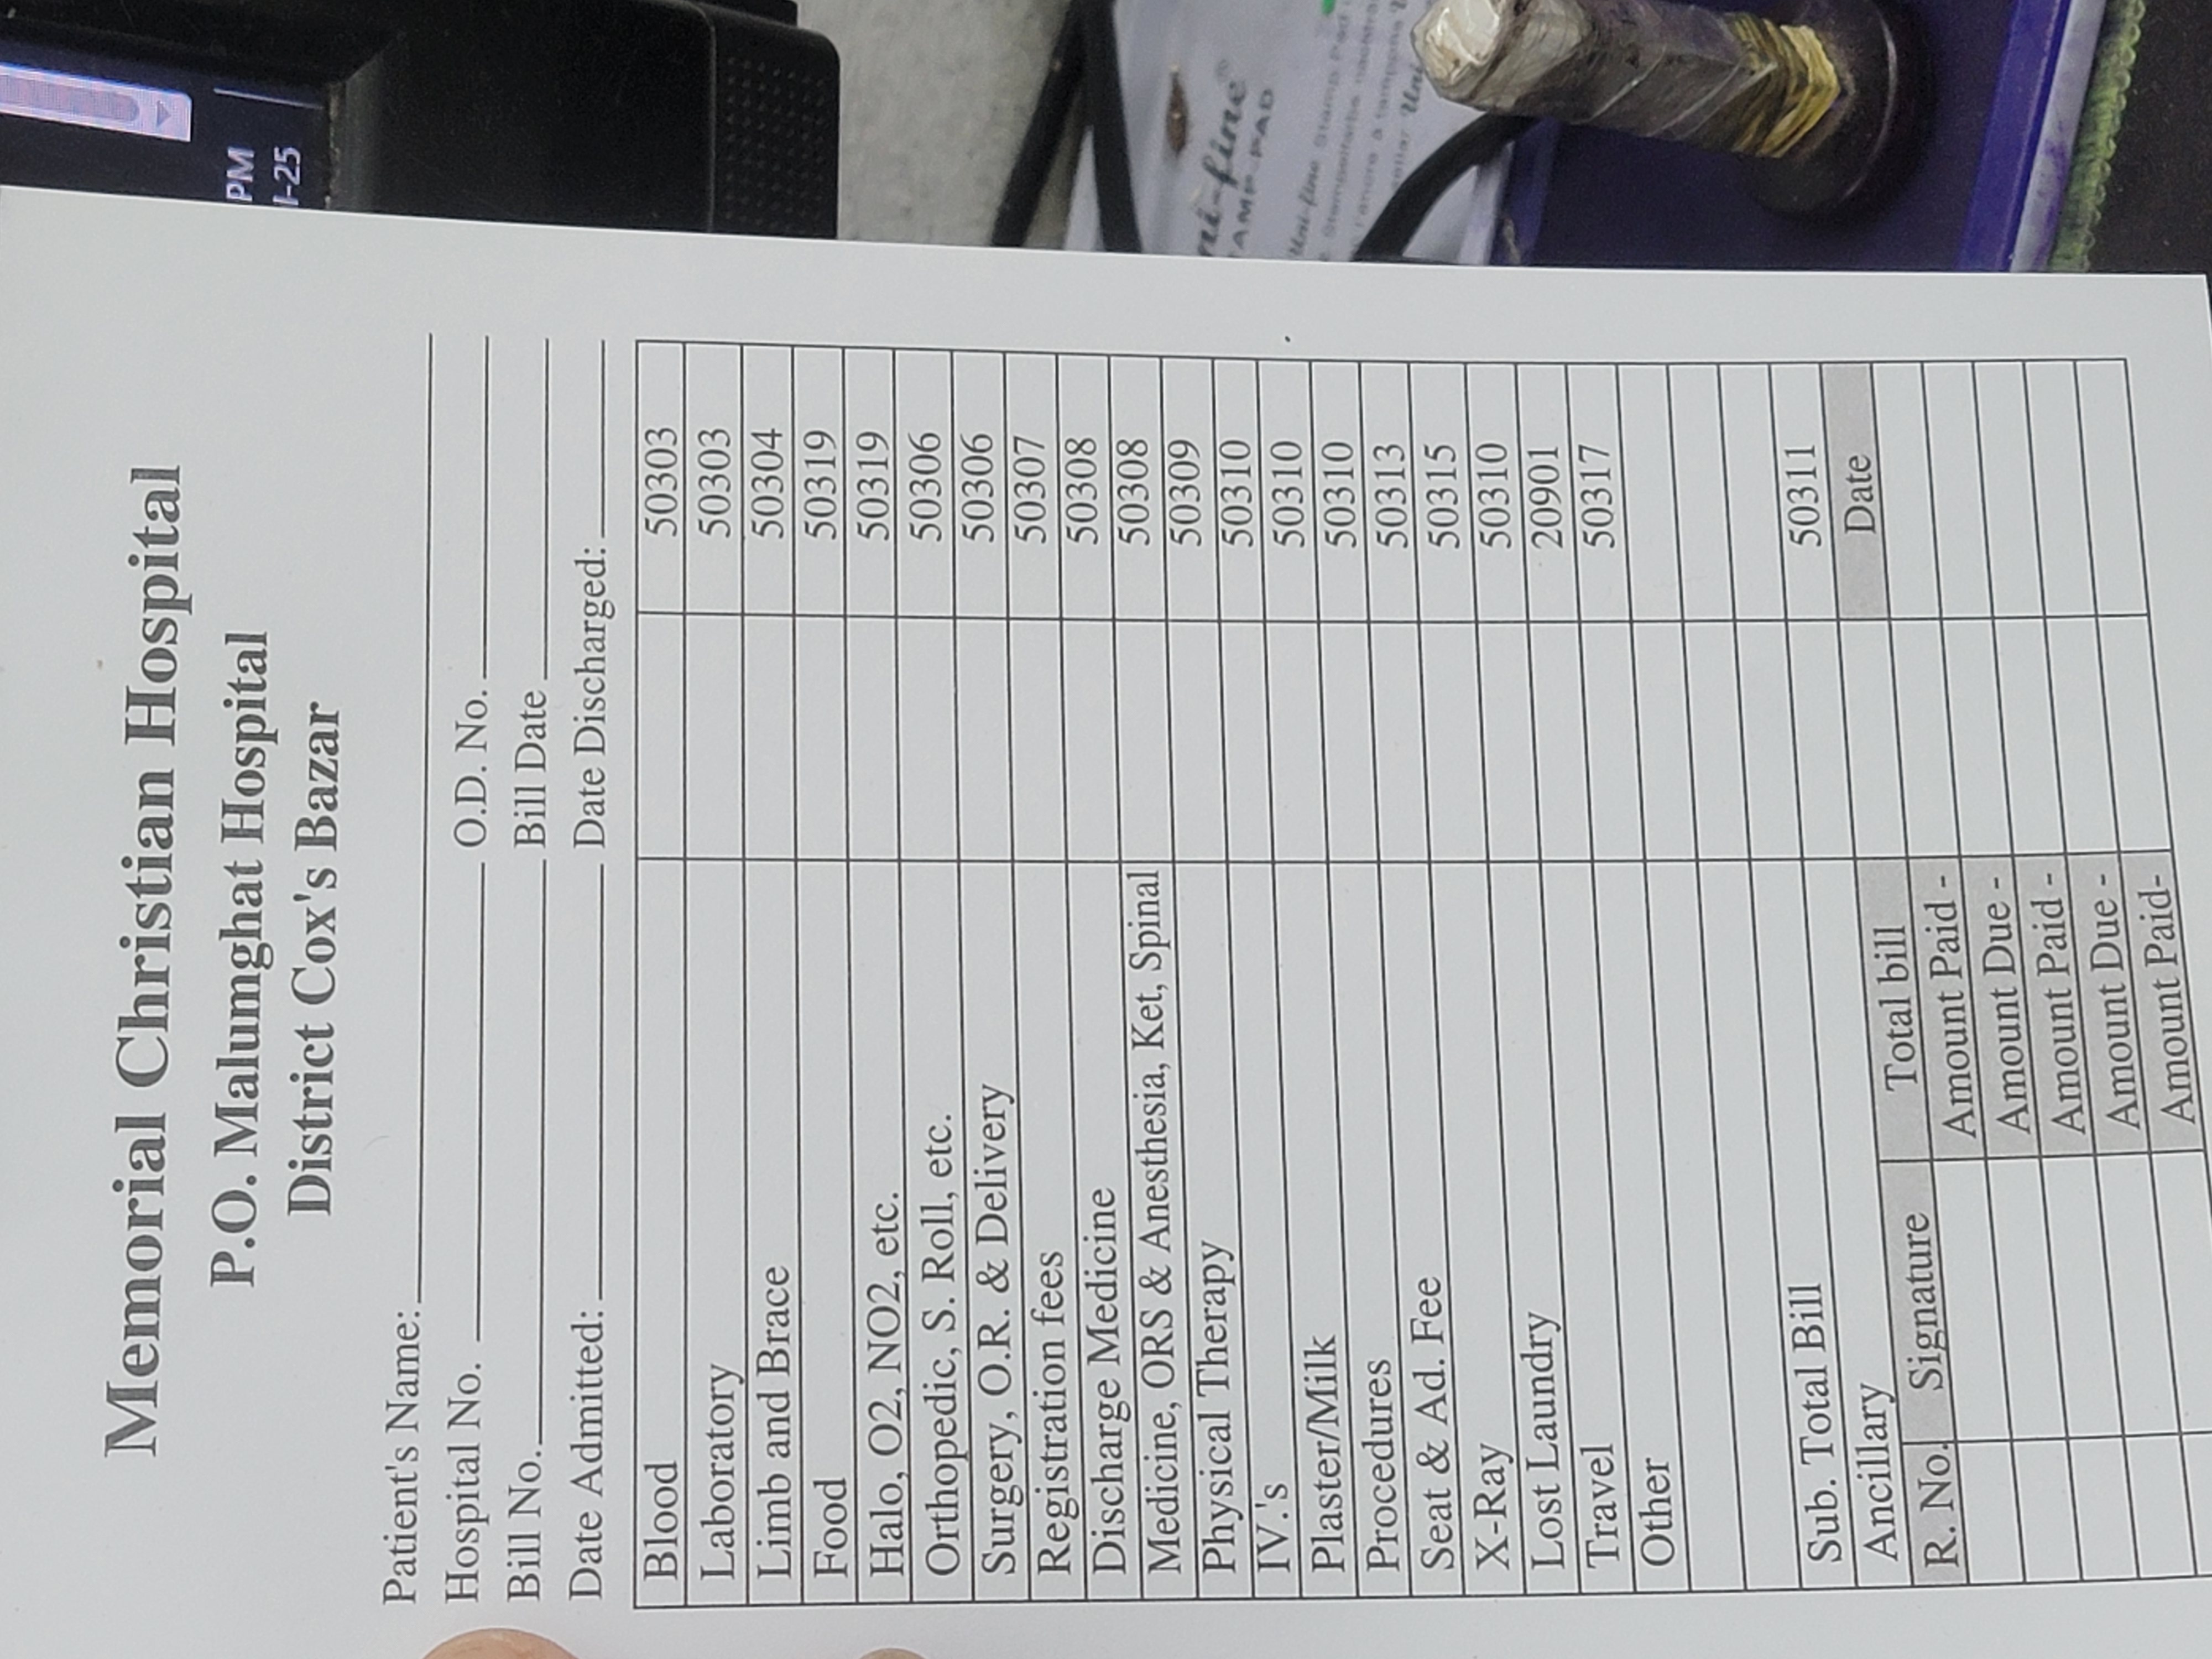 Memorial Christian Hospital
P.O. Malumghat Hospital
District Cox's Bazar
Patient's Name:
Hospital No. O.D. No.
Bill No. Bill Date
Date Admitted: Date Discharged:
Blood 50303
Laboratory 50303
Limb and Brace 50304
Food 50319
Halo, O2, NO2, etc. 50319
Orthopedic, S. Roll, etc. 50306
Surgery, O.R. & Delivery 50306
Registration fees 50307
Discharge Medicine 50308
Medicine, ORS & Anesthesia, Ket, Spinal 50308
Physical Therapy 50309
IV.'s 50310
Plaster/Milk 50310
Procedures 50310
Seat & Ad. Fee 50313
X-Ray 50315
Lost Laundry 50310
Travel 20901
Other 50317
Sub. Total Bill
Ancillary 50311
R. No. Signature Total bill Date
Amount Paid -
Amount Due -
Amount Paid -
Amount Due -
Amount Paid-
PM
-25
ni-fine
AMP-PAD
Uni-fine Stamp Pad